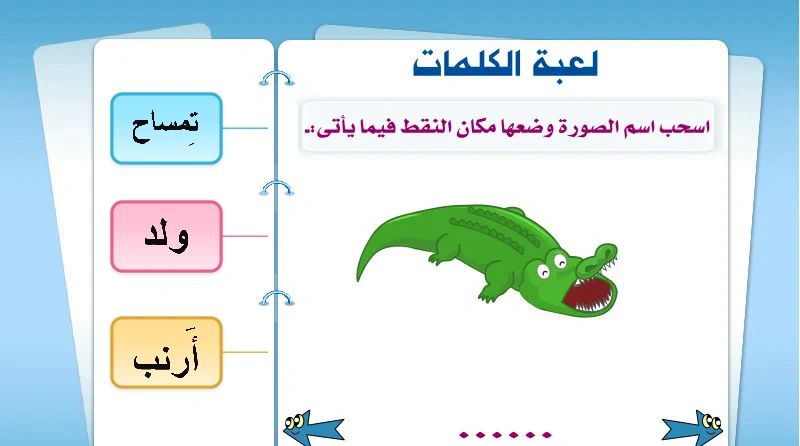 لعبة الكلمات
اسحب اسم الصورة وضعها مكان النقط فيما يأتى :ـ
تِمساح
ولد
أَرنب